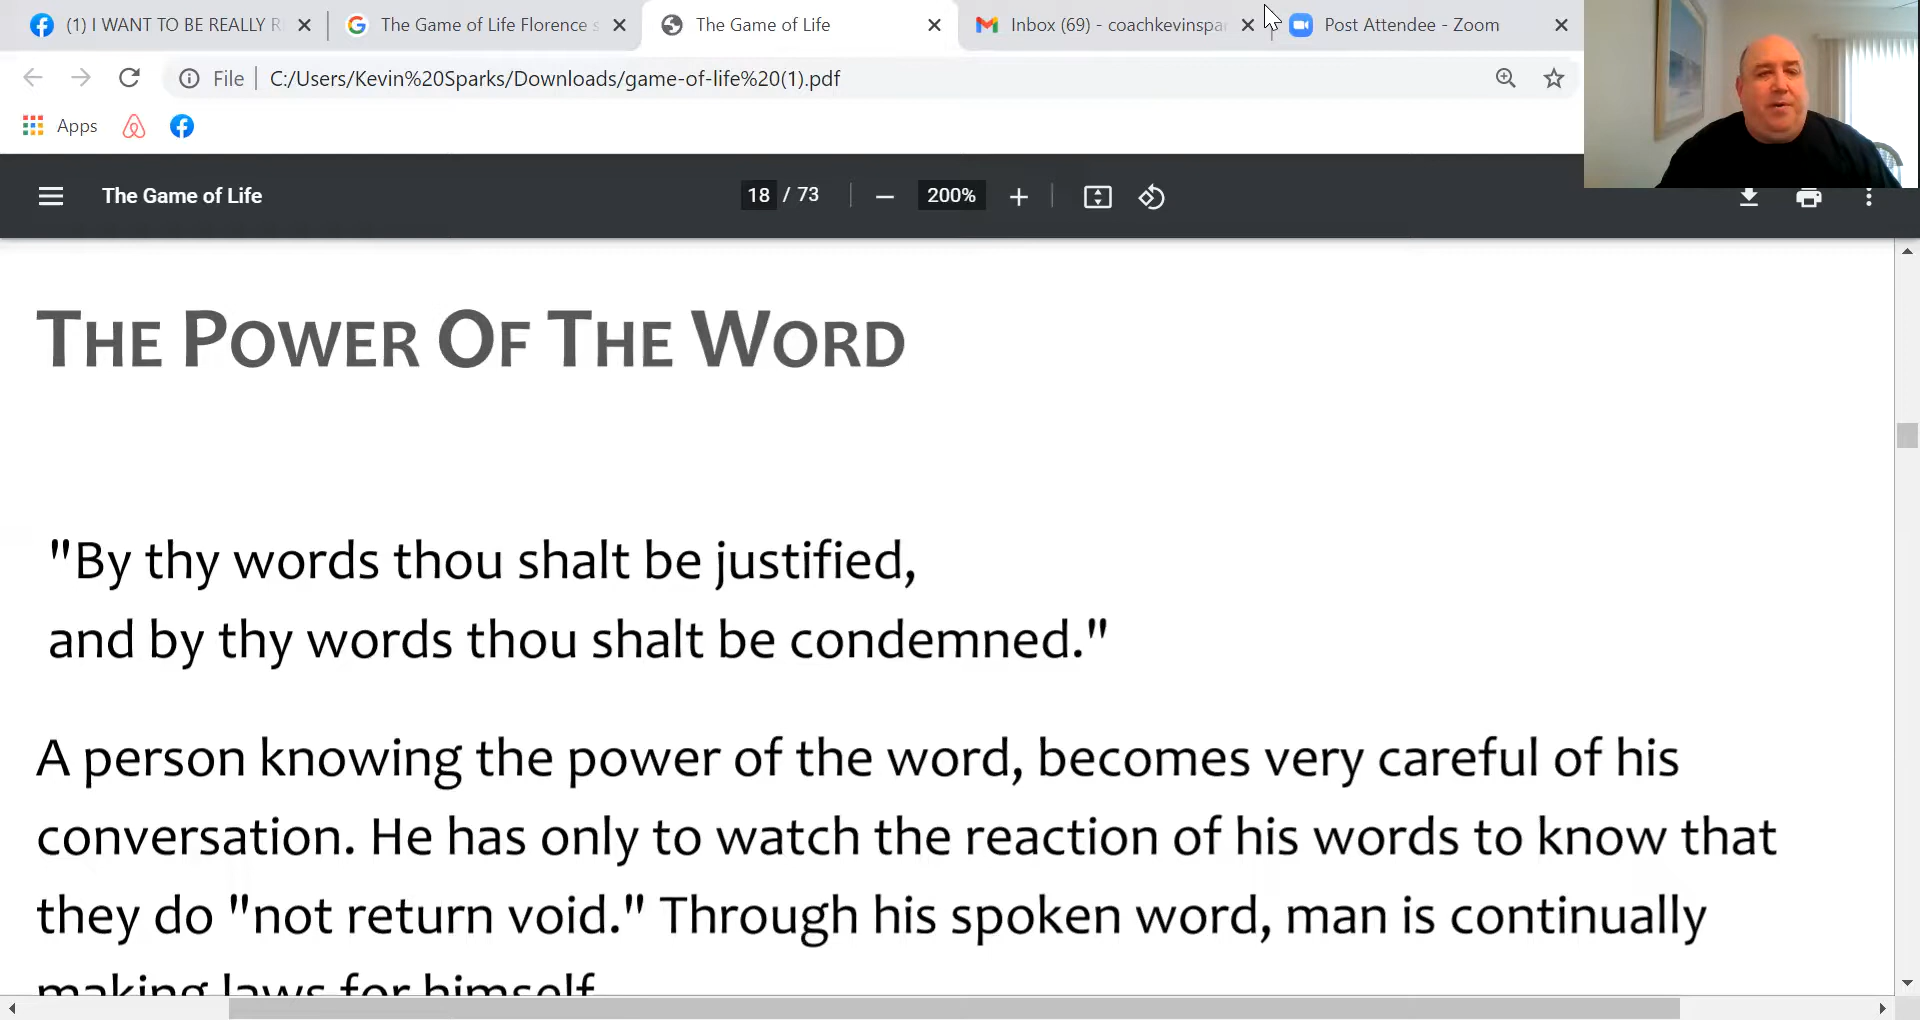 (1) I WANT TO BE REALLY R
The Game of Life Florence s
The Game of Life
Inbox (69) - coachkevinspar
Post Attendee - Zoom
File
C:/Users/Kevin%20Sparks/Downloads/game-of-life%20(1).pdf
Apps
The Game of Life
18 / 73
200%
THE POWER OF THE WORD
"By thy words thou shalt be justified,
and by thy words thou shalt be condemned."
A person knowing the power of the word, becomes very careful of his
conversation. He has only to watch the reaction of his words to know that
they do "not return void." Through his spoken word, man is continually
making laws for himself.